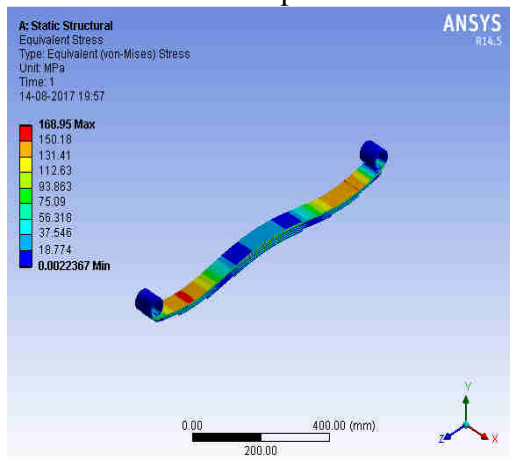 A: Static Structural
Equivalent Stress
Type: Equivalent (von-Mises) Stress
Unit: MPa
Time: 1
14-08-2017 19:57
ANSYS
R14.5
168.95 Max
150.18
131.41
112.63
93.863
75.09
56.318
37.546
18.774
0.0022367 Min
0.00
400.00 (mm)
200.00
Y
Z
X